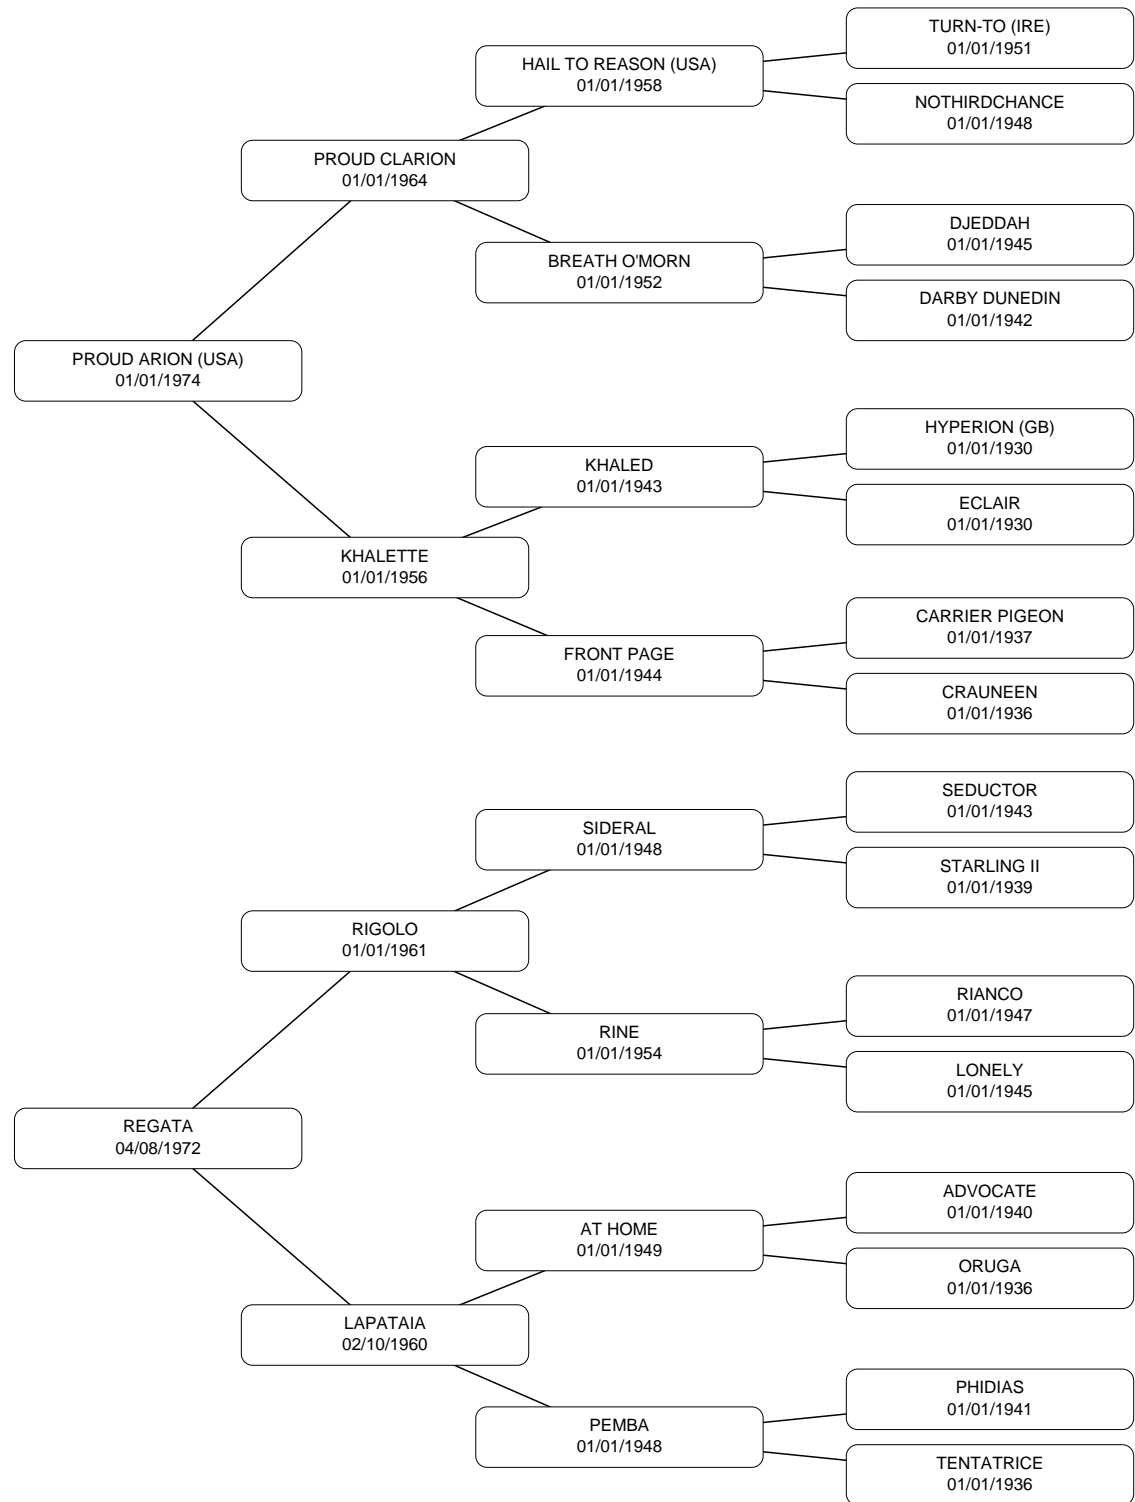 TURN-TO (IRE)
01/01/1951
HAIL TO REASON (USA)
01/01/1958
NOTHIRDCHANCE
01/01/1948
PROUD CLARION
01/01/1964
DJEDDAH
01/01/1945
BREATH O'MORN
01/01/1952
DARBY DUNEDIN
01/01/1942
PROUD ARION (USA)
01/01/1974
HYPERION (GB)
01/01/1930
KHALED
01/01/1943
ECLAIR
01/01/1930
KHALETTE
01/01/1956
CARRIER PIGEON
01/01/1937
FRONT PAGE
01/01/1944
CRAUNEEN
01/01/1936
SEDUCTOR
01/01/1943
SIDERAL
01/01/1948
STARLING II
01/01/1939
RIGOLO
01/01/1961
RIANCO
01/01/1947
RINE
01/01/1954
LONELY
01/01/1945
REGATA
04/08/1972
ADVOCATE
01/01/1940
AT HOME
01/01/1949
ORUGA
01/01/1936
LAPATAIA
02/10/1960
PHIDIAS
01/01/1941
PEMBA
01/01/1948
TENTATRICE
01/01/1936